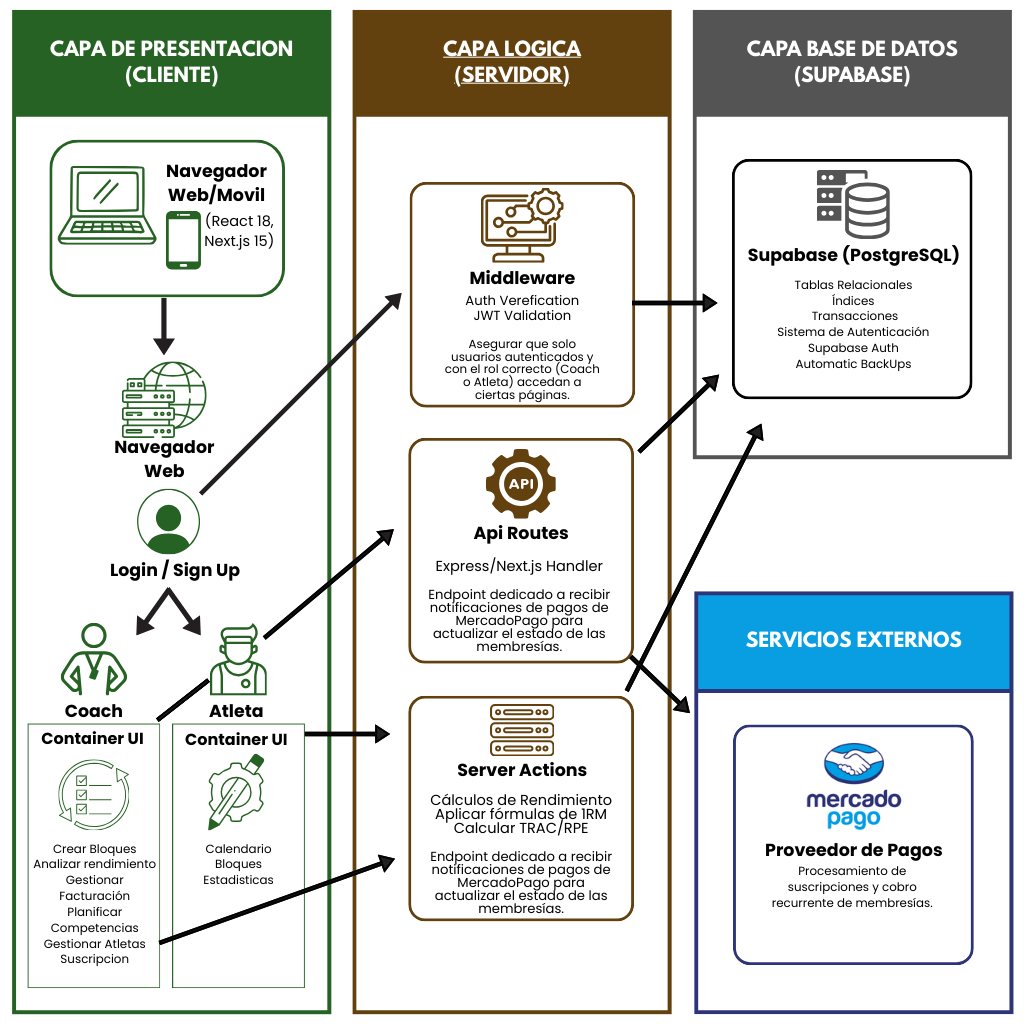 CAPA DE PRESENTACION
(CLIENTE)
Navegador
Web/Movil
(React 18,
Next.js 15)
Navegador
Web
Login / Sign Up
Coach
Atleta
Container UI
Crear Bloques
Analizar rendimiento
Gestionar
Facturación
Planificar
Competencias
Gestionar Atletas
Suscripcion
Container UI
Calendario
Bloques
Estadisticas
CAPA LOGICA
(SERVIDOR)
Middleware
Auth Verefication
JWT Validation
Asegurar que solo
usuarios autenticados y
con el rol correcto (Coach
o Atleta) accedan a
ciertas páginas.
API
Api Routes
Express/Next.js Handler
Endpoint dedicado a recibir
notificaciones de pagos de
MercadoPago para
actualizar el estado de las
membresías.
Server Actions
Cálculos de Rendimiento
Aplicar fórmulas de 1RM
Calcular TRAC/RPE
Endpoint dedicado a recibir
notificaciones de pagos de
MercadoPago para
actualizar el estado de las
membresías.
CAPA BASE DE DATOS
(SUPABASE)
Supabase (PostgreSQL)
Tablas Relacionales
Índices
Transacciones
Sistema de Autenticación
Supabase Auth
Automatic BackUps
SERVICIOS EXTERNOS
mercado
pago
Proveedor de Pagos
Procesamiento de
suscripciones y cobro
recurrente de membresías.